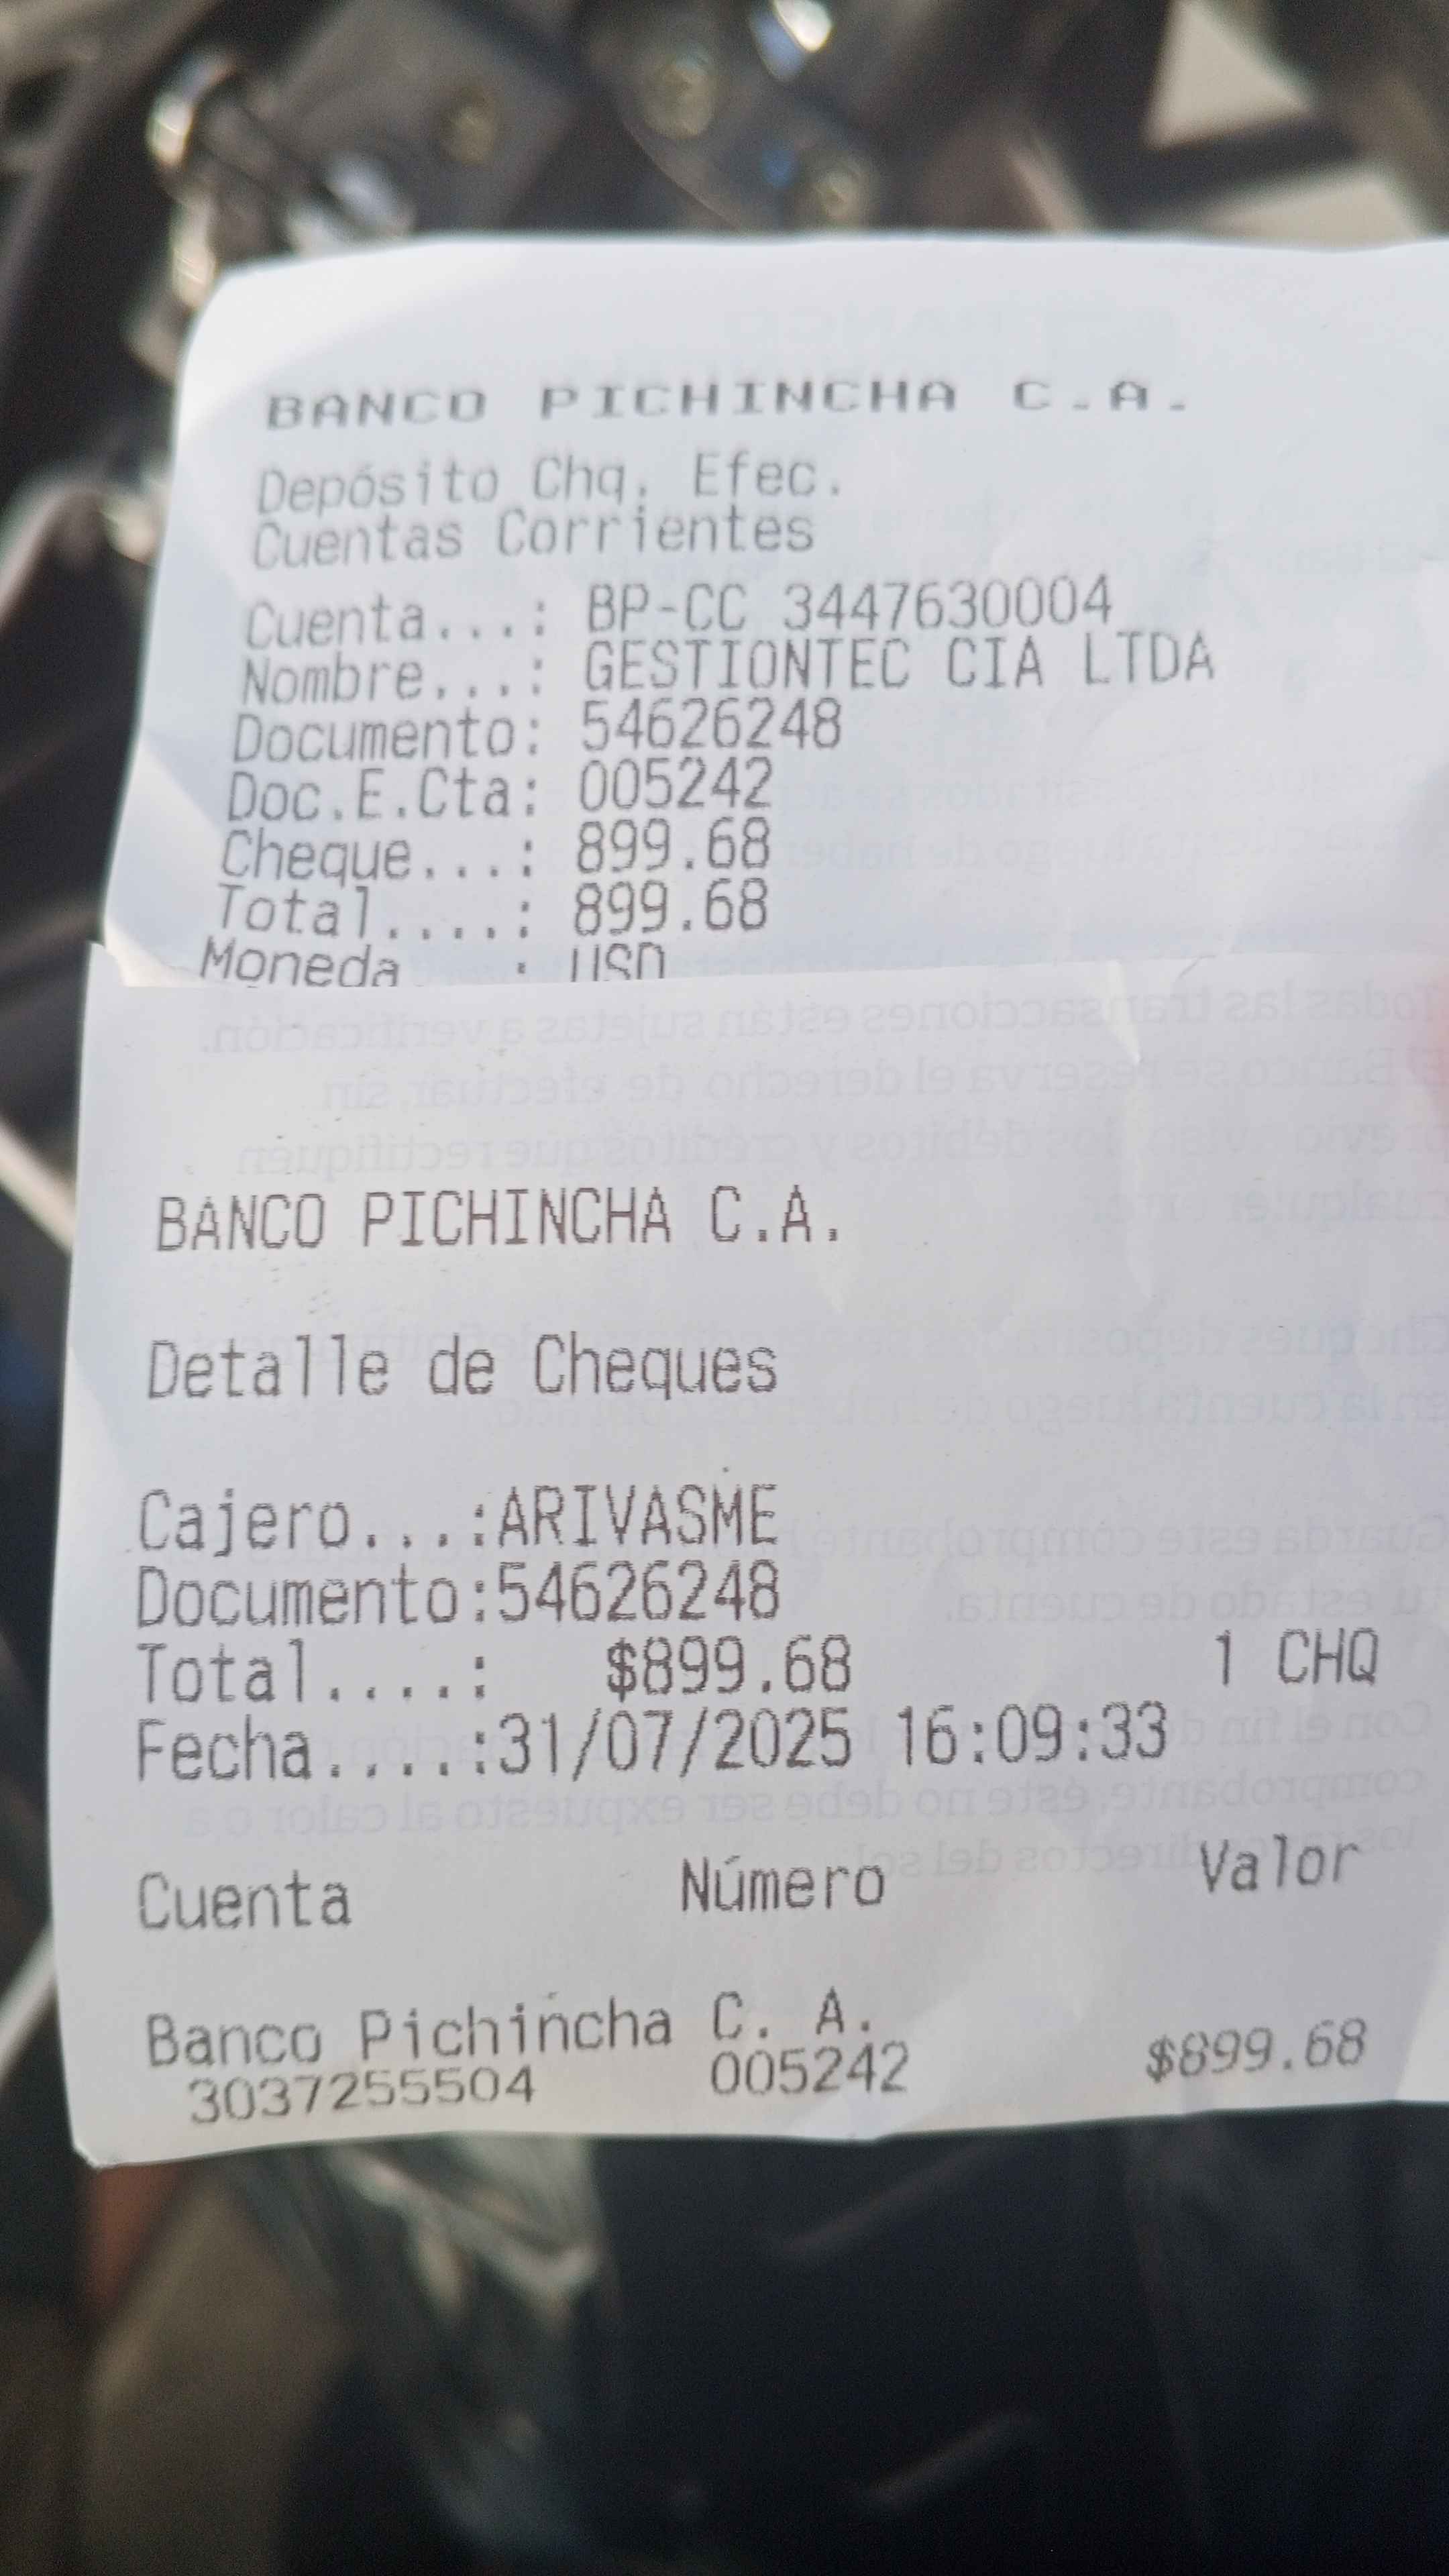 BANCO PICHINCHA C.A.
Depósito Chq. Efec.
Cuentas Corrientes
Cuenta...: BP-CC 3447630004
Nombre...: GESTIONTEC CIA LTDA
Documento: 54626248
Doc.E.Cta: 005242
Cheque...: 899.68
Total....: 899.68
Moneda : USD
BANCO PICHINCHA C.A.
Detalle de Cheques
Cajero...:ARIVASME
Documento:54626248
Total....: $899.68 1 CHQ
Fecha....:31/07/2025 16:09:33
Cuenta Número Valor
Banco Pichincha C. A.
3037255504 005242 $899.68